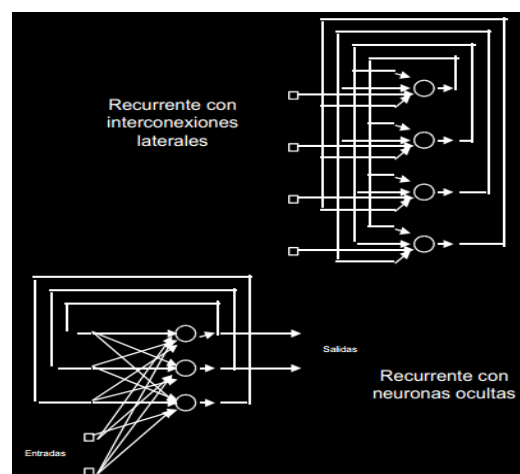 Recurrente con
interconexiones
laterales
Salidas
Recurrente con
neuronas ocultas
Entradas